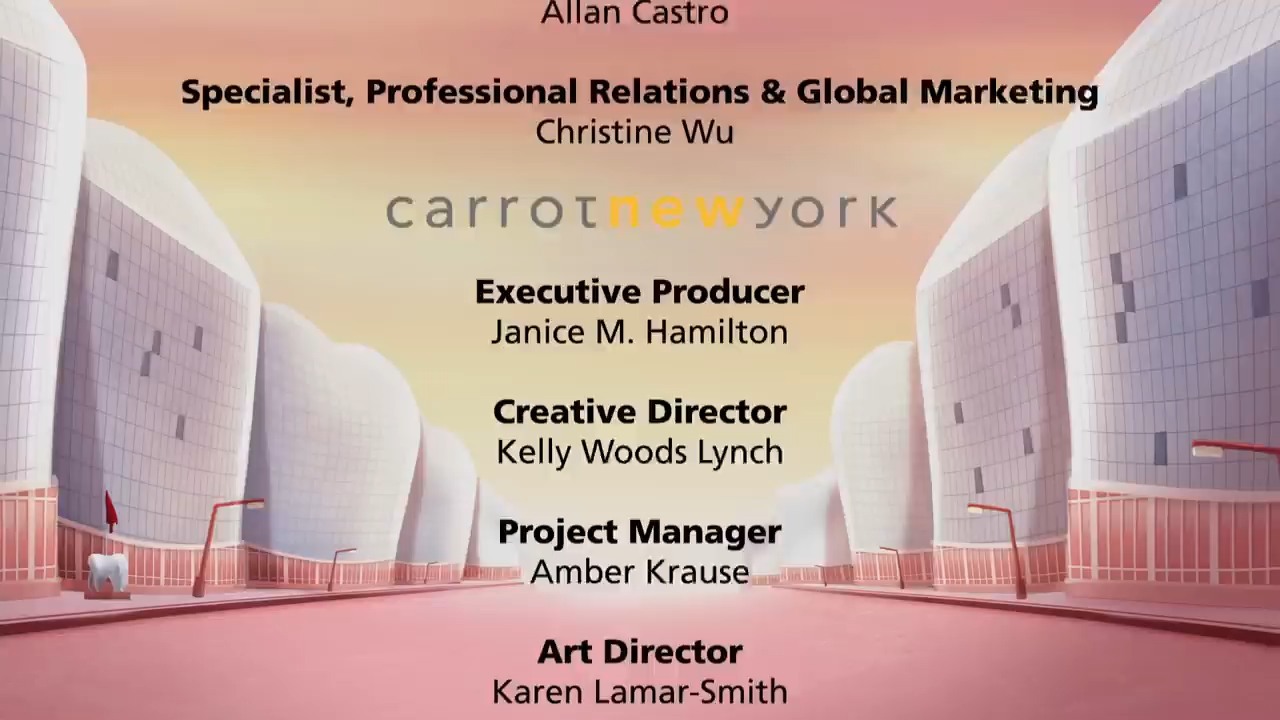 Allan Castro
Specialist, Professional Relations & Global Marketing
Christine Wu
carrotnewyork
Executive Producer
Janice M. Hamilton
Creative Director
Kelly Woods Lynch
Project Manager
Amber Krause
Art Director
Karen Lamar-Smith